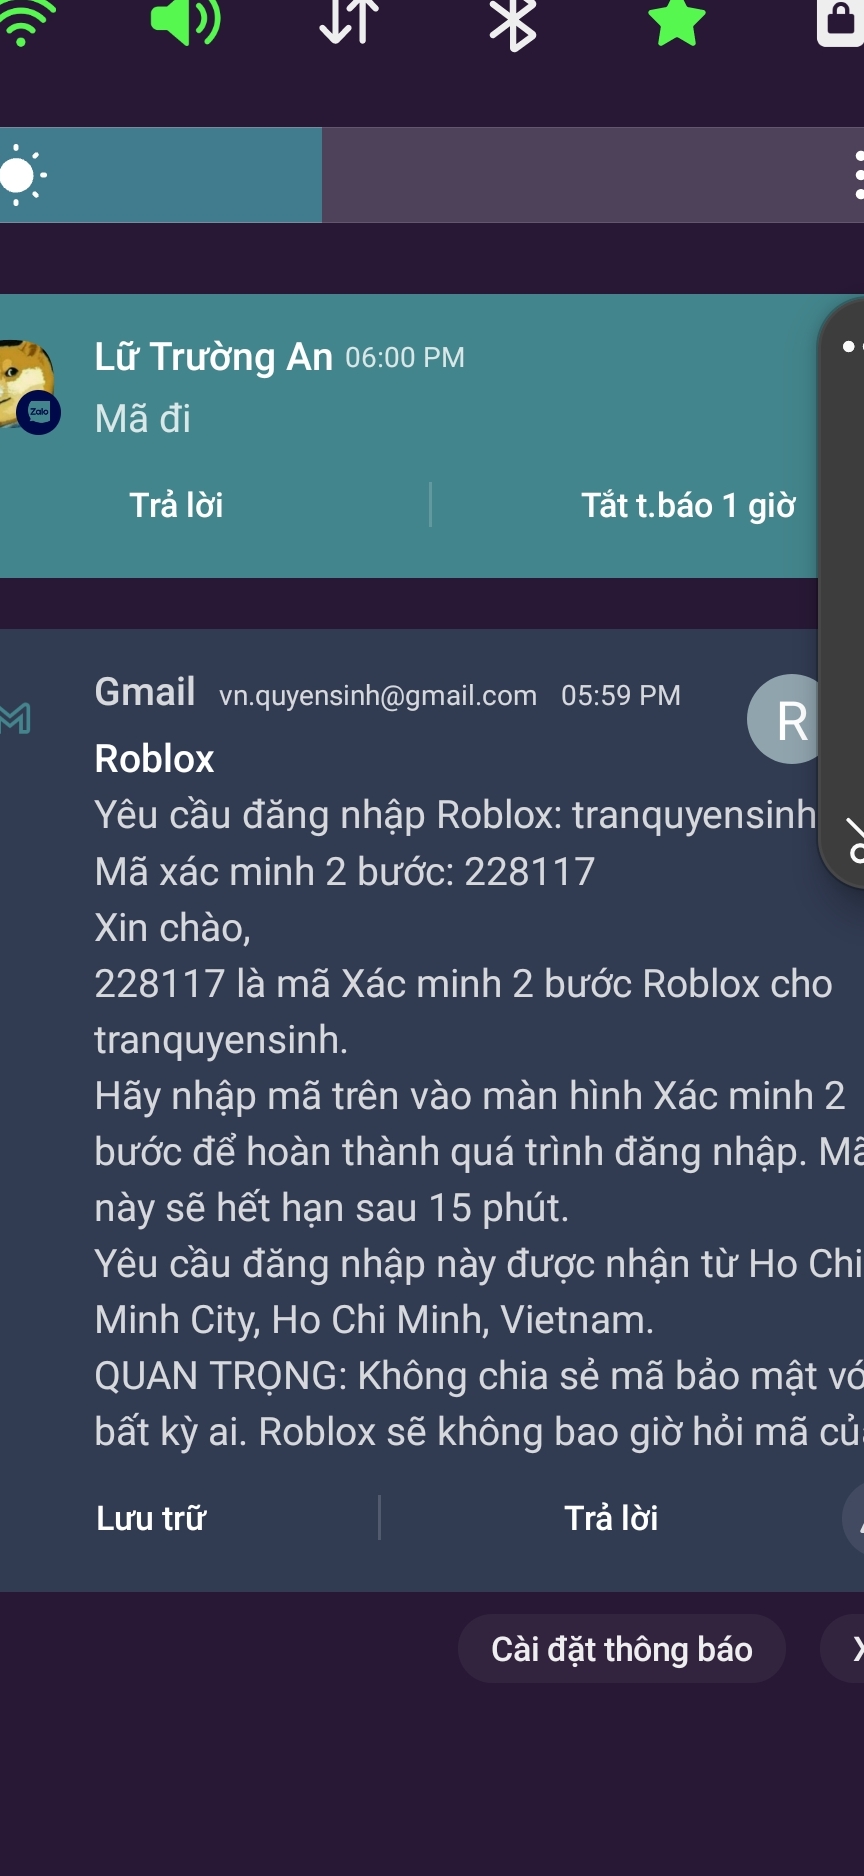 Lữ Trường An 06:00 PM
Zalo
Mã đi
Trả lời
Tắt t.báo 1 giờ
Gmail vn.quyensinh@gmail.com 05:59 PM
R
Roblox
Yêu cầu đăng nhập Roblox: tranquyensinh
Mã xác minh 2 bước: 228117
Xin chào,
228117 là mã Xác minh 2 bước Roblox cho
tranquyensinh.
Hãy nhập mã trên vào màn hình Xác minh 2
bước để hoàn thành quá trình đăng nhập. Mã
này sẽ hết hạn sau 15 phút.
Yêu cầu đăng nhập này được nhận từ Ho Chi
Minh City, Ho Chi Minh, Vietnam.
QUAN TRỌNG: Không chia sẻ mã bảo mật vớ
bất kỳ ai. Roblox sẽ không bao giờ hỏi mã củ
Lưu trữ
Trả lời
Cài đặt thông báo
X